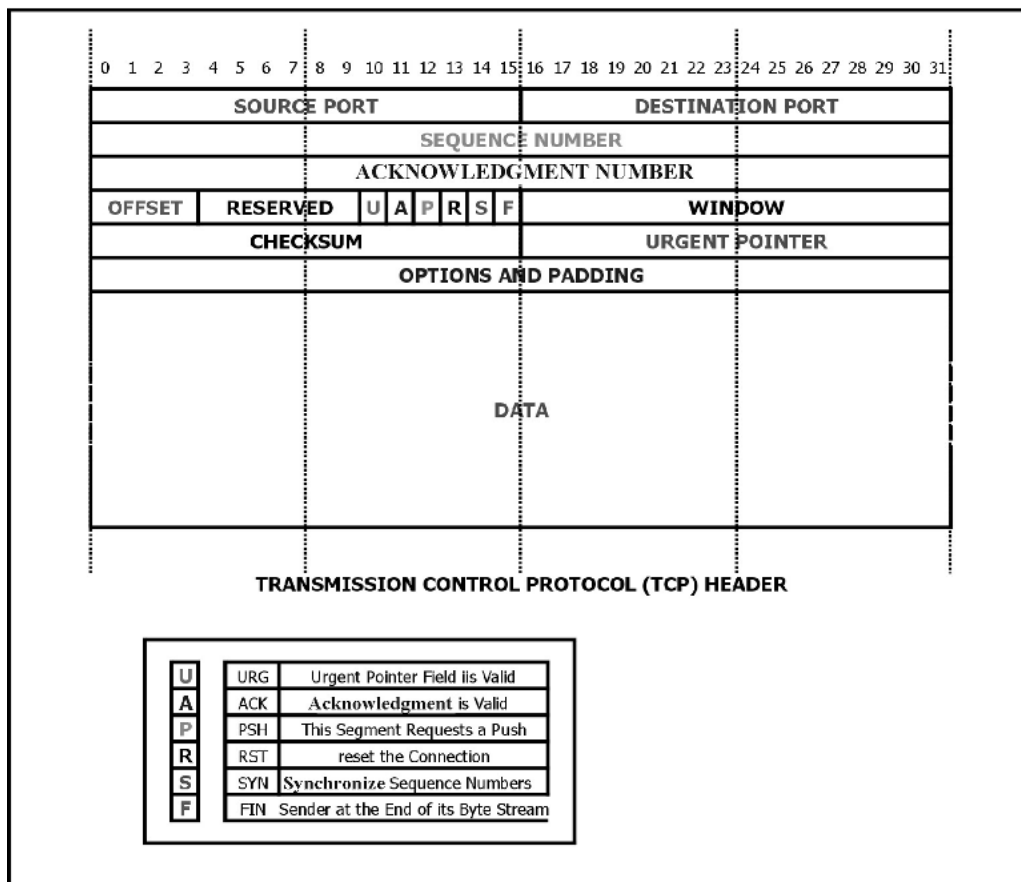 0 1 2 3 4 5 6 7 8 9 10 11 12 13 14 15 16 17 18 19 20 21 22 23 24 25 26 27 28 29 30 31
SOURCE PORT DESTINATION PORT
SEQUENCE NUMBER
ACKNOWLEDGMENT NUMBER
OFFSET RESERVED U A P R S F WINDOW
CHECKSUM URGENT POINTER
OPTIONS AND PADDING
DATA
TRANSMISSION CONTROL PROTOCOL (TCP) HEADER
U URG Urgent Pointer Field iis Valid
A ACK Acknowledgment is Valid
P PSH This Segment Requests a Push
R RST reset the Connection
S SYN Synchronize Sequence Numbers
F FIN Sender at the End of its Byte Stream